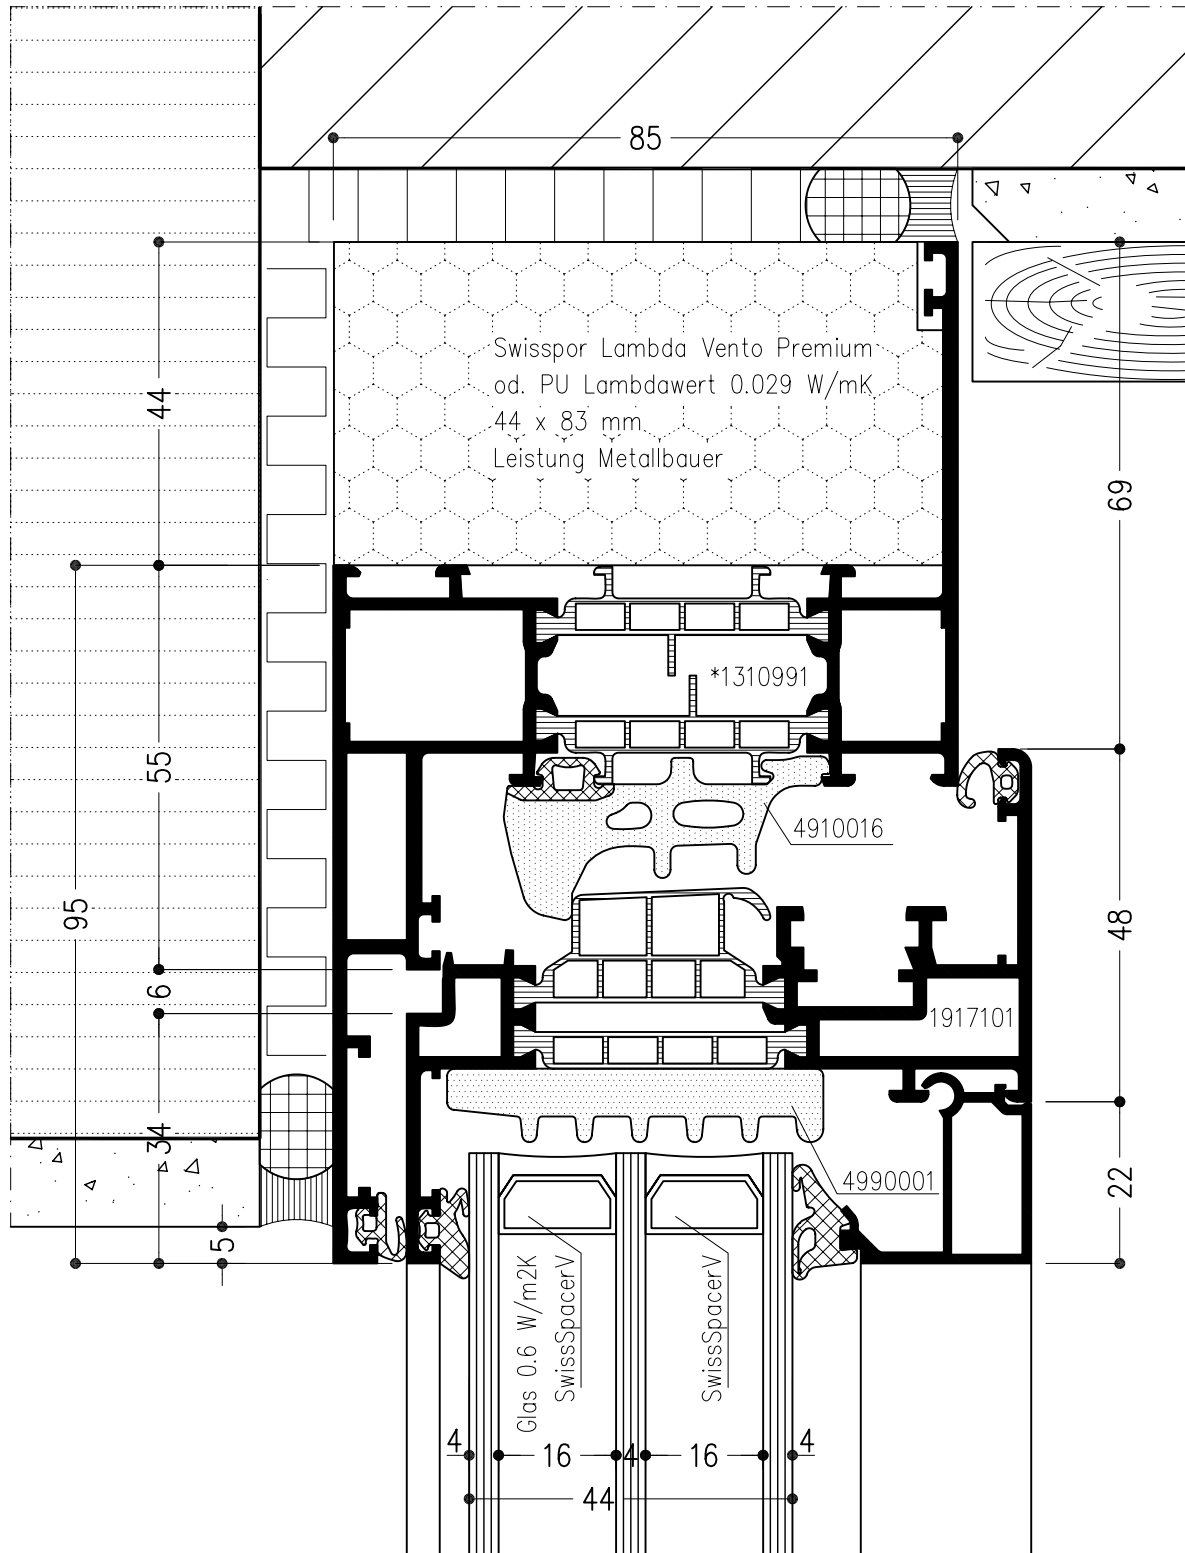 85
Swisspor Lambda Vento Premium
od. PU Lambdawert 0.029 W/mK
44 x 83 mm
Leistung Metallbauer
44
69
*1310991
55
4910016
95
48
6
1917101
34
4990001
22
5
Glas 0.6 W/m2K
SwissSpacerV
SwissSpacerV
4
16
4
16
4
44